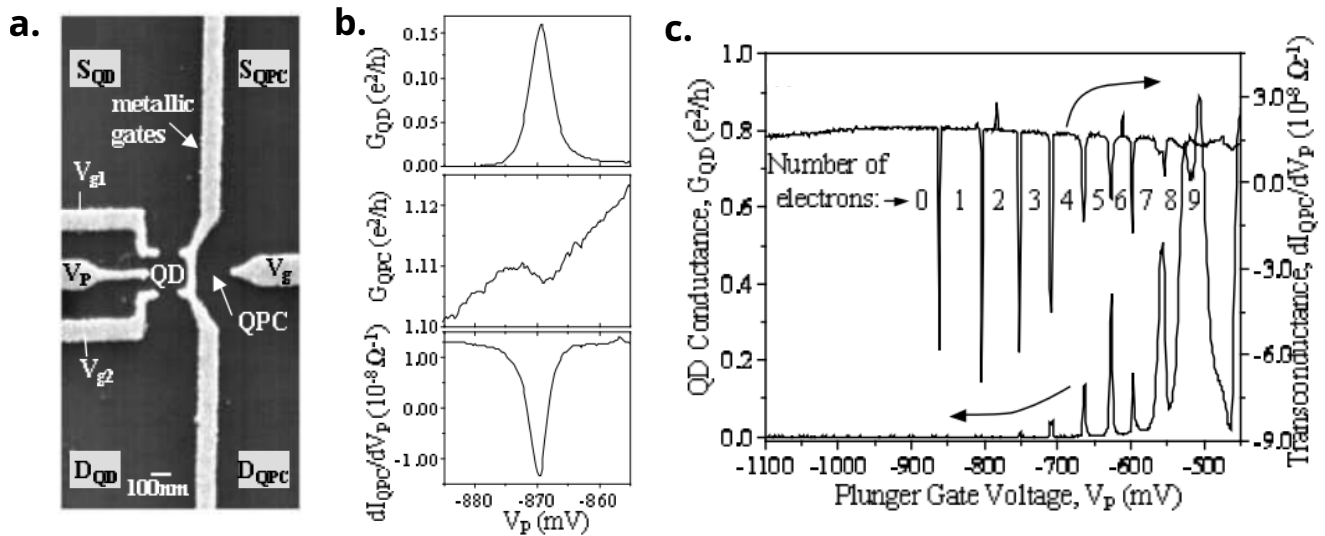 a.
S_QD
S_QPC
metallic
gates
V_g1
V_P
QD
V_g
QPC
V_g2
D_QD
100nm
D_QPC
b.
G_QD (e²/h)
0.15
0.10
0.05
0.00
G_QPC (e²/h)
1.12
1.11
1.10
dI_QPC/dV_P (10⁻⁸ Ω⁻¹)
1.00
0.00
-1.00
-880
-870
-860
V_P (mV)
c.
QD Conductance, G_QD (e²/h)
1.0
0.8
0.6
0.4
0.2
0.0
Number of
electrons: → 0 1 2 3 4 5 6 7 8 9
3.0
0.0
-3.0
-6.0
-9.0
Transconductance, dI_QPC/dV_P (10⁻⁸ Ω⁻¹)
-1100 -1000 -900 -800 -700 -600 -500
Plunger Gate Voltage, V_P (mV)